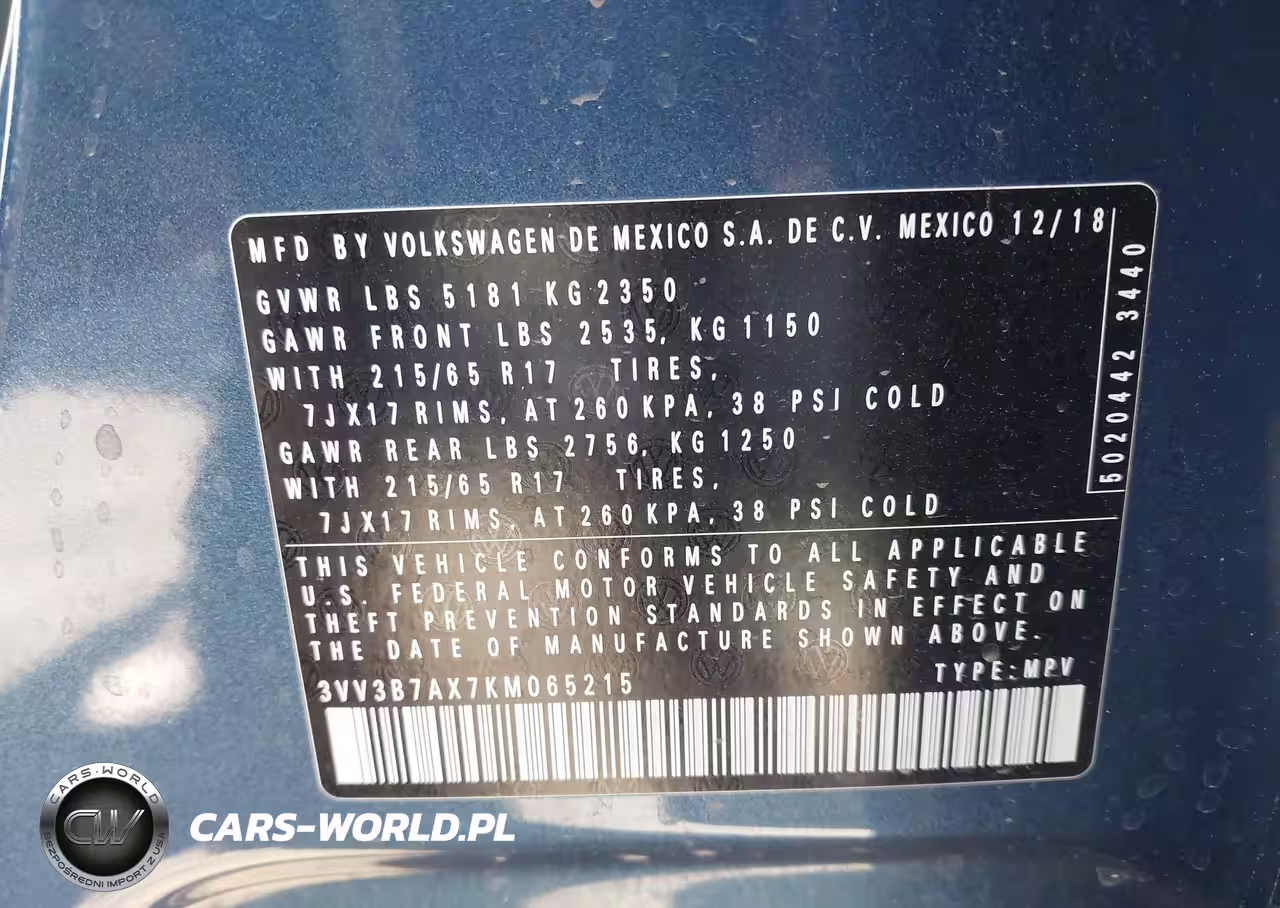 MFD BY VOLKSWAGEN DE MEXICO S.A. DE C.V. MEXICO 12/18
GVWR LBS 5181 KG 2350
GAWR FRONT LBS 2535, KG 1150
WITH 215/65 R17 TIRES,
7JX17 RIMS, AT 260 KPA, 38 PSI COLD
GAWR REAR LBS 2756, KG 1250
WITH 215/65 R17 TIRES,
7JX17 RIMS, AT 260 KPA, 38 PSI COLD
5020442 3440
THIS VEHICLE CONFORMS TO ALL APPLICABLE
U.S. FEDERAL MOTOR VEHICLE SAFETY AND
THEFT PREVENTION STANDARDS IN EFFECT ON
THE DATE OF MANUFACTURE SHOWN ABOVE.
TYPE:MPV
3VV3B7AX7KM065215
CARS-WORLD
CW
BEZPOŚREDNI IMPORT Z USA
CARS-WORLD.PL